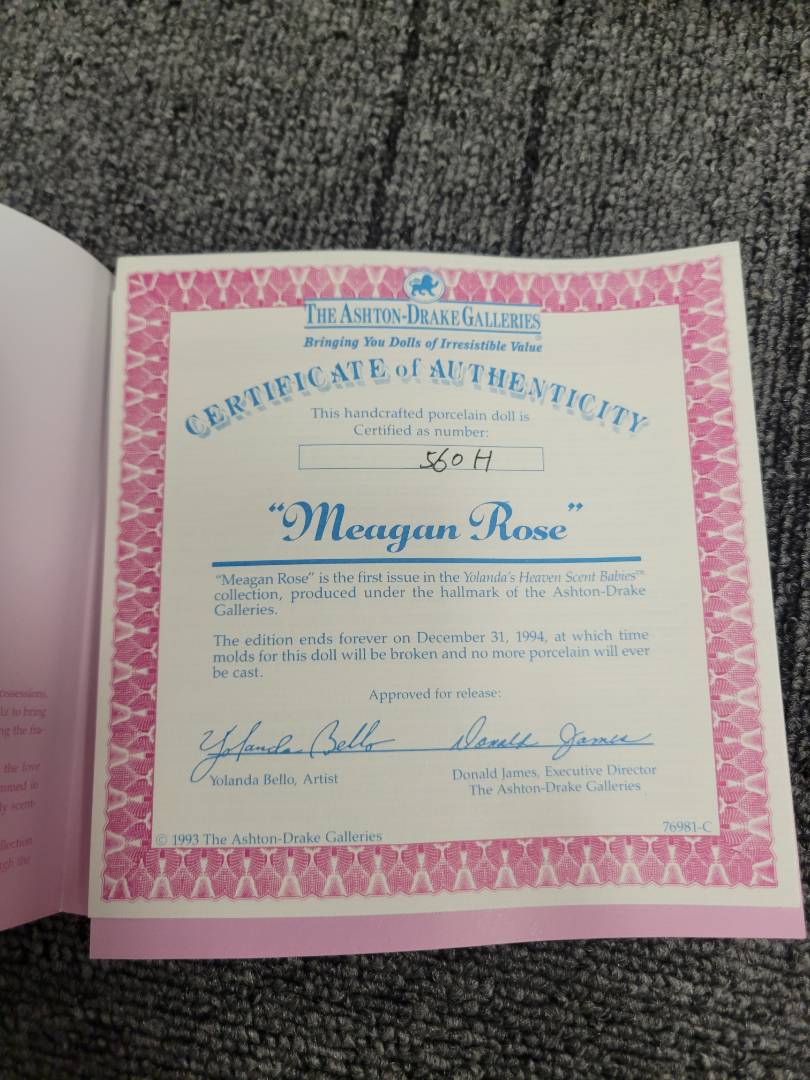 THE ASHTON-DRAKE GALLERIES
Bringing You Dolls of Irresistible Value
CERTIFICATE of AUTHENTICITY
This handcrafted porcelain doll is
Certified as number:
560 H
"Meagan Rose"
"Meagan Rose" is the first issue in the Yolanda's Heaven Scent Babies™
collection, produced under the hallmark of the Ashton-Drake
Galleries.
The edition ends forever on December 31, 1994, at which time
molds for this doll will be broken and no more porcelain will ever
be cast.
Approved for release:
Yolanda Bello Donald James
Yolanda Bello, Artist
Donald James, Executive Director
The Ashton-Drake Galleries
© 1993 The Ashton-Drake Galleries
76981-C
to bring
the love